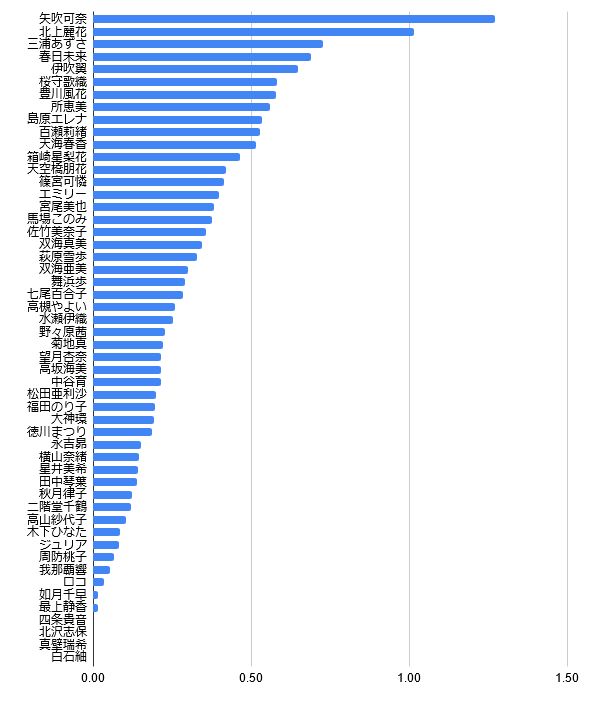 矢吹可奈
北上麗花
三浦あずさ
春日未来
伊吹翼
桜守歌織
豊川風花
所恵美
島原エレナ
百瀬莉緒
天海春香
箱崎星梨花
天空橋朋花
篠宮可憐
エミリー
宮尾美也
馬場このみ
佐竹美奈子
双海真美
萩原雪歩
双海亜美
舞浜歩
七尾百合子
高槻やよい
水瀬伊織
野々原茜
菊地真
望月杏奈
高坂海美
中谷育
松田亜利沙
福田のり子
大神環
徳川まつり
永吉昴
横山奈緒
星井美希
田中琴葉
秋月律子
二階堂千鶴
高山紗代子
木下ひなた
ジュリア
周防桃子
我那覇響
ロコ
如月千早
最上静香
四条貴音
北沢志保
真壁瑞希
白石紬
0.00
0.50
1.00
1.50